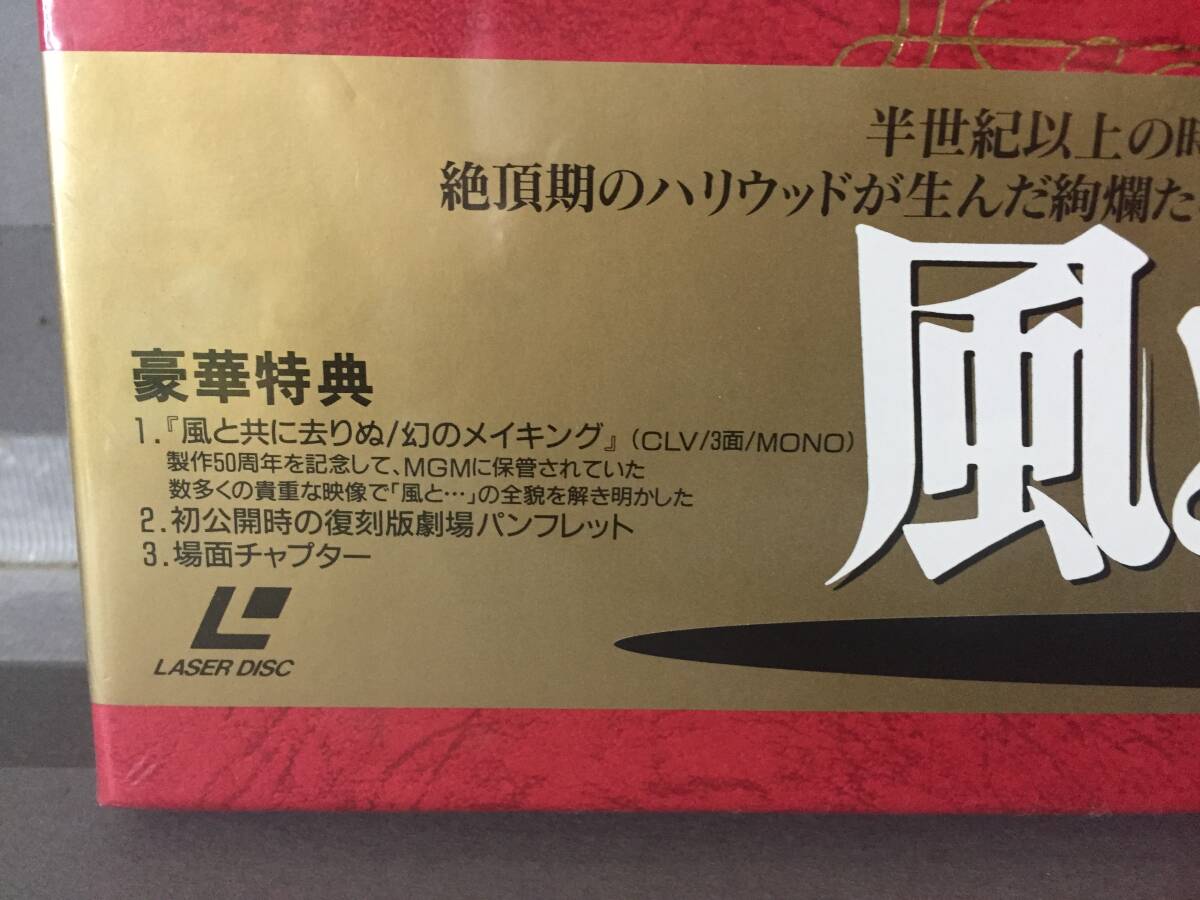 半世紀以上の時
絶頂期のハリウッドが生んだ絢爛た
風
豪華特典
1.『風と共に去りぬ/幻のメイキング』(CLV/3面/MONO)
製作50周年を記念して、MGMに保管されていた
数多くの貴重な映像で「風と…」の全貌を解き明かした
2.初公開時の復刻版劇場パンフレット
3.場面チャプター
LASER DISC